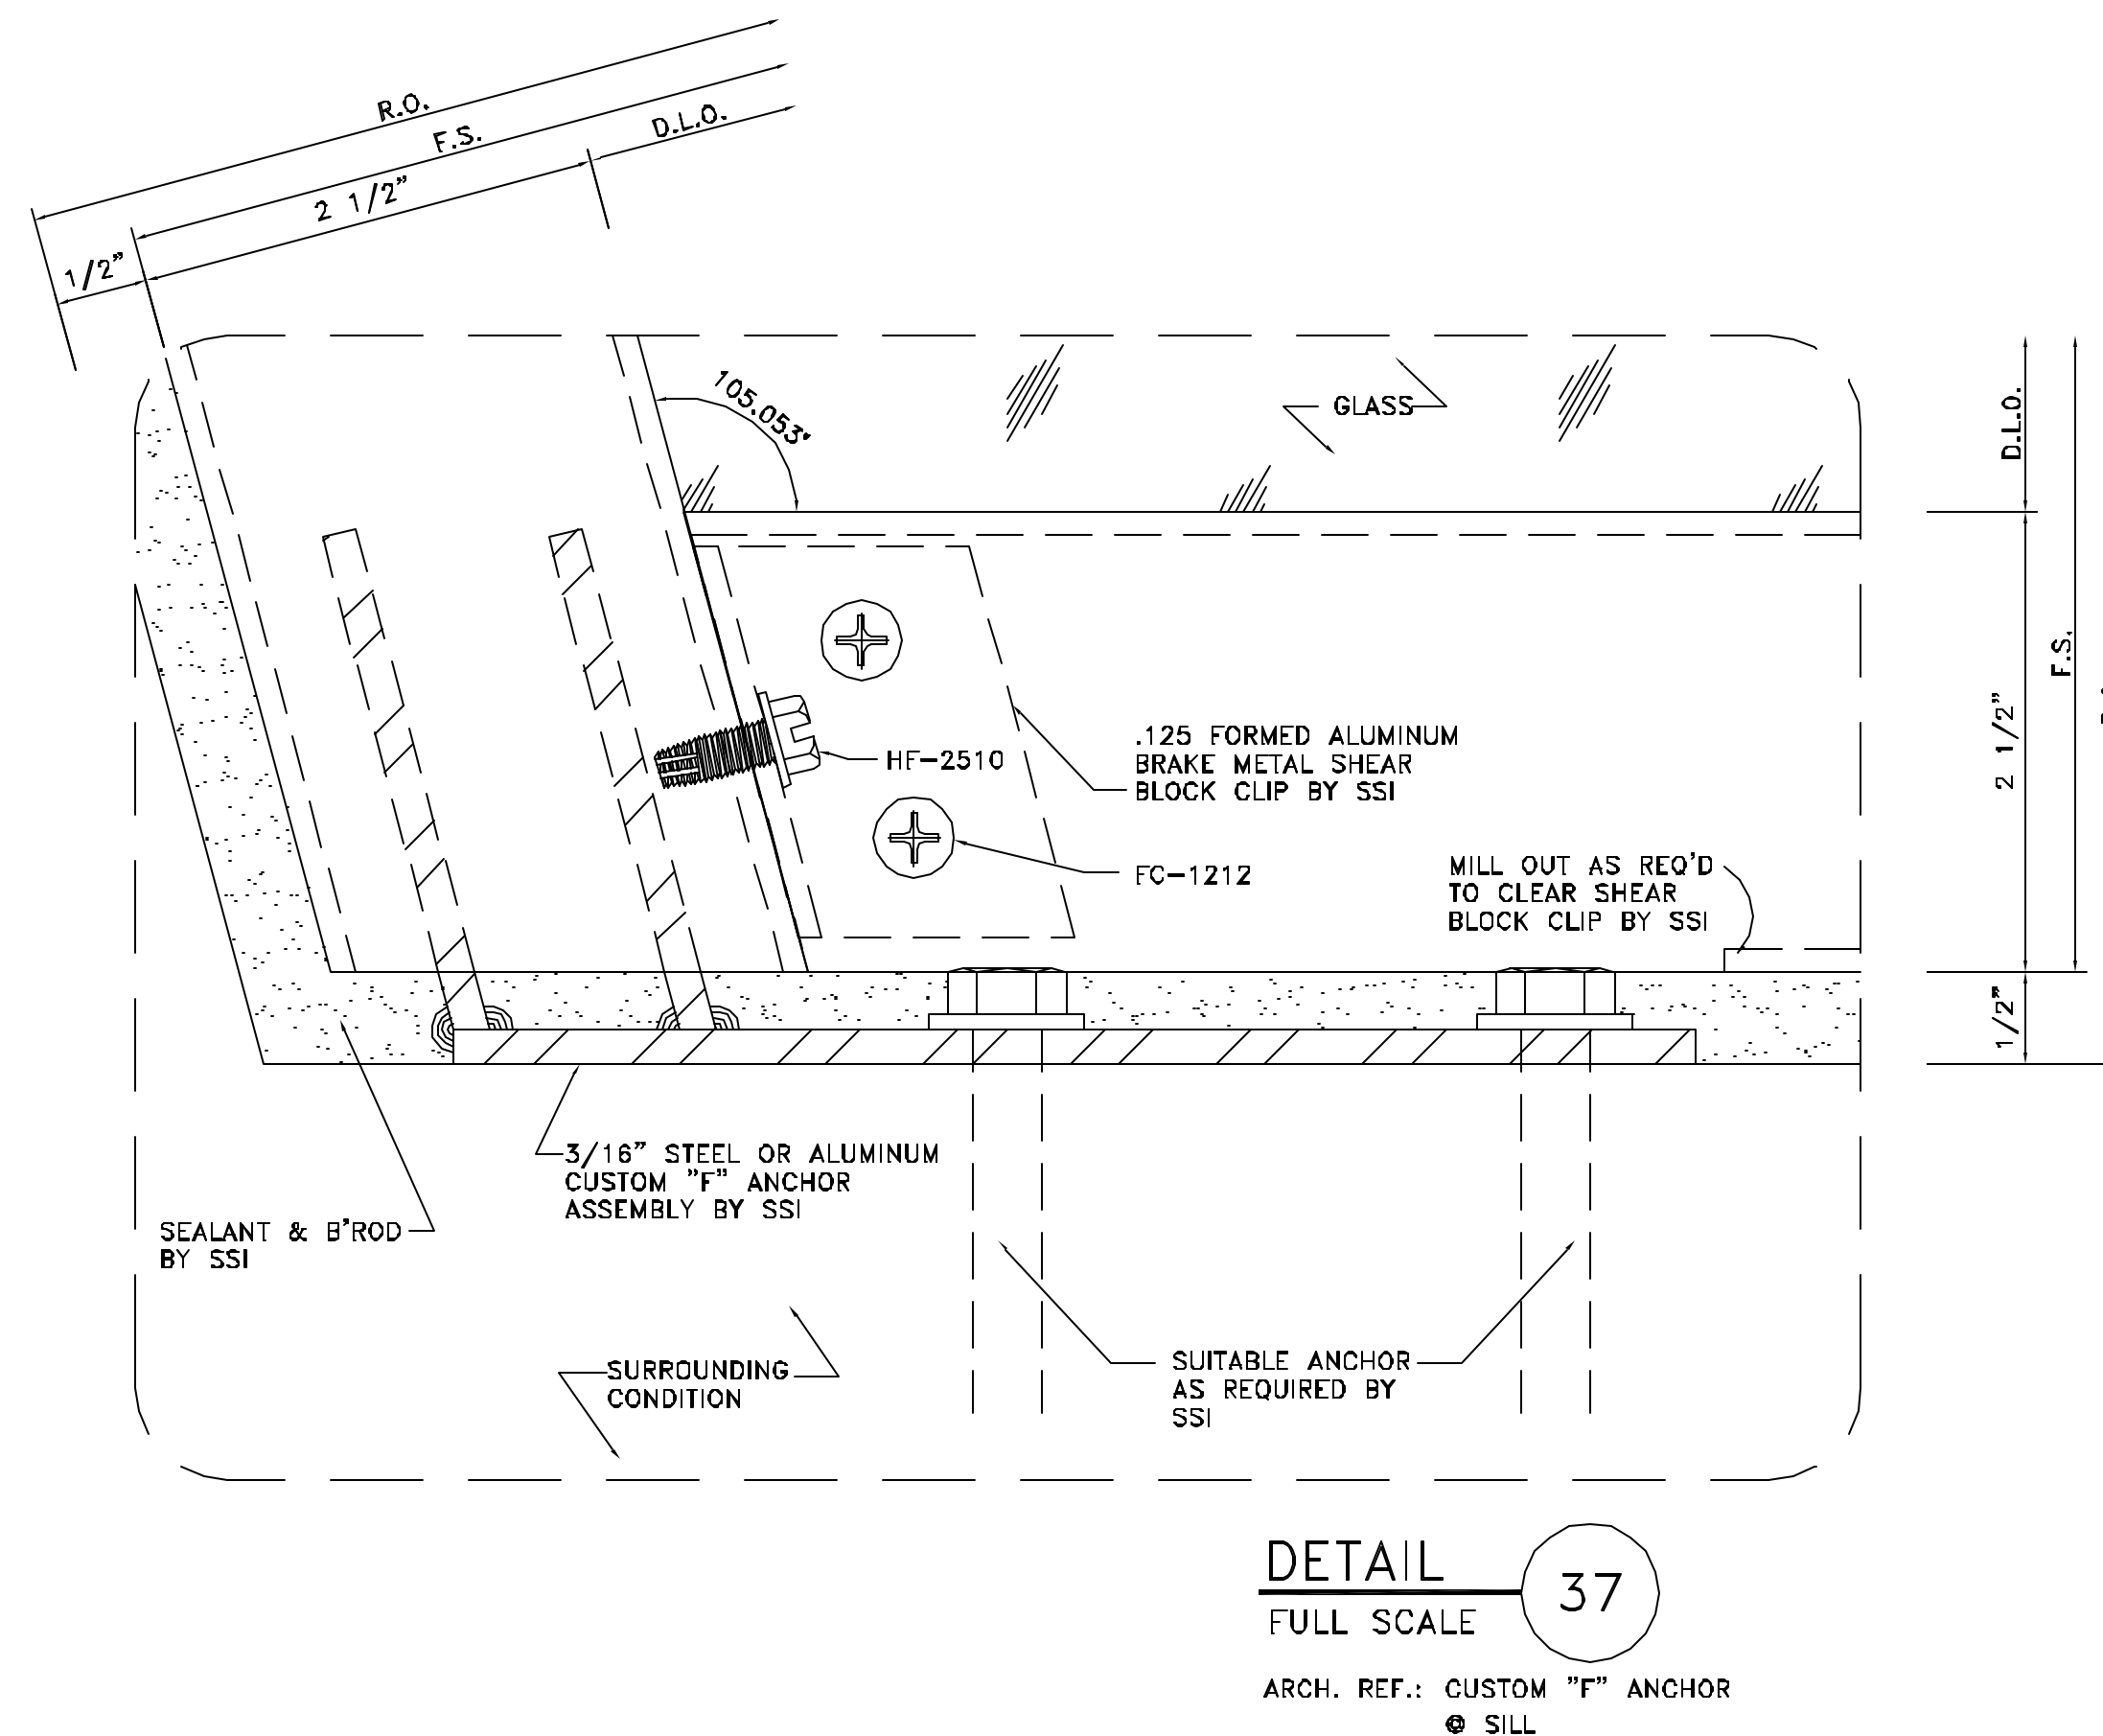 R.O.
F.S.
D.L.O.
2 1/2"
1/2"
105.053°
GLASS
D.L.O.
F.S.
2 1/2"
1/2"
HF-2510
.125 FORMED ALUMINUM
BRAKE METAL SHEAR
BLOCK CLIP BY SSI
FC-1212
MILL OUT AS REQ'D
TO CLEAR SHEAR
BLOCK CLIP BY SSI
3/16" STEEL OR ALUMINUM
CUSTOM "F" ANCHOR
ASSEMBLY BY SSI
SEALANT & B'ROD
BY SSI
SURROUNDING
CONDITION
SUITABLE ANCHOR
AS REQUIRED BY
SSI
DETAIL
37
FULL SCALE
ARCH. REF.: CUSTOM "F" ANCHOR
@ SILL